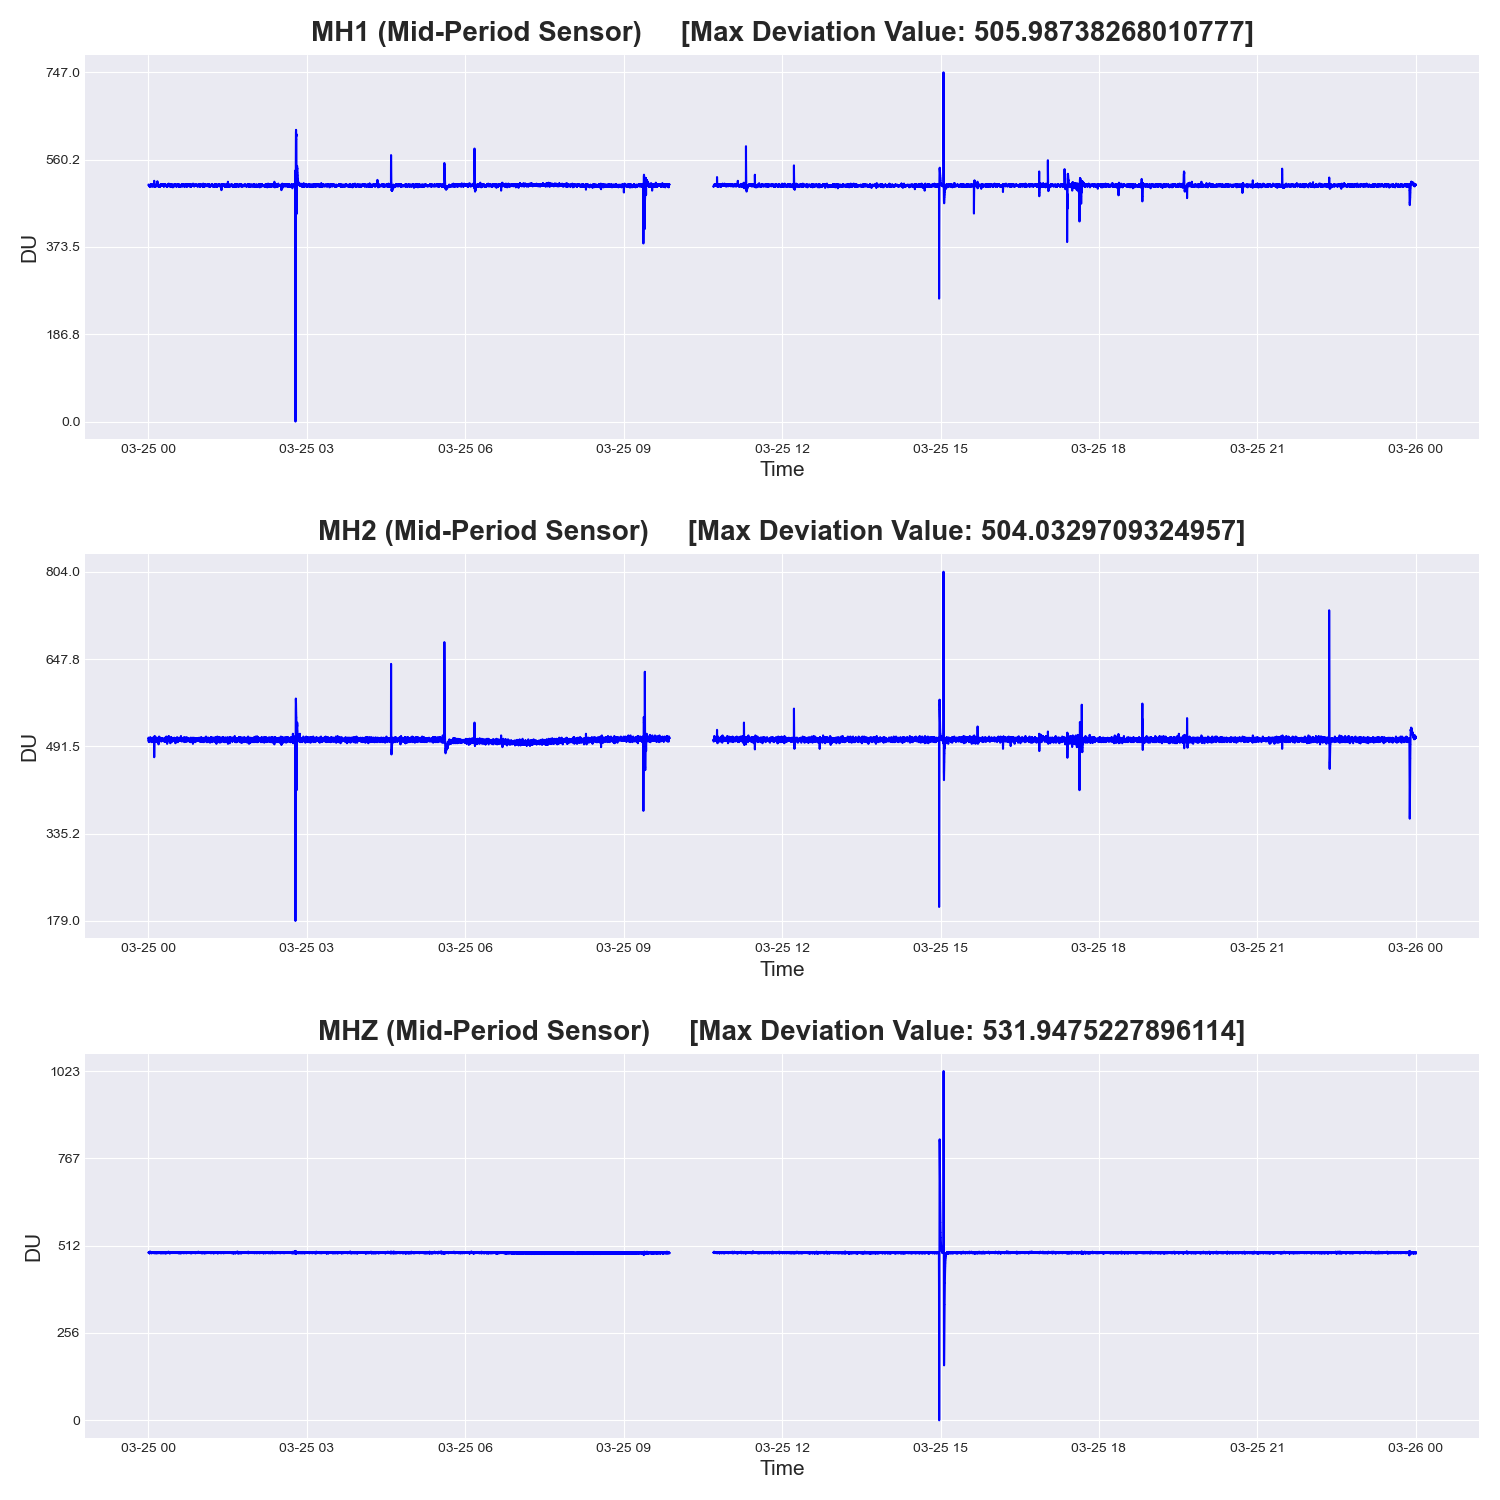 MH1 (Mid-Period Sensor) [Max Deviation Value: 505.98738268010777]
747.0
560.2
373.5
186.8
0.0
DU
03-25 00 03-25 03 03-25 06 03-25 09 03-25 12 03-25 15 03-25 18 03-25 21 03-26 00
Time
MH2 (Mid-Period Sensor) [Max Deviation Value: 504.0329709324957]
804.0
647.8
491.5
335.2
179.0
DU
03-25 00 03-25 03 03-25 06 03-25 09 03-25 12 03-25 15 03-25 18 03-25 21 03-26 00
Time
MHZ (Mid-Period Sensor) [Max Deviation Value: 531.9475227896114]
1023
767
512
256
0
DU
03-25 00 03-25 03 03-25 06 03-25 09 03-25 12 03-25 15 03-25 18 03-25 21 03-26 00
Time